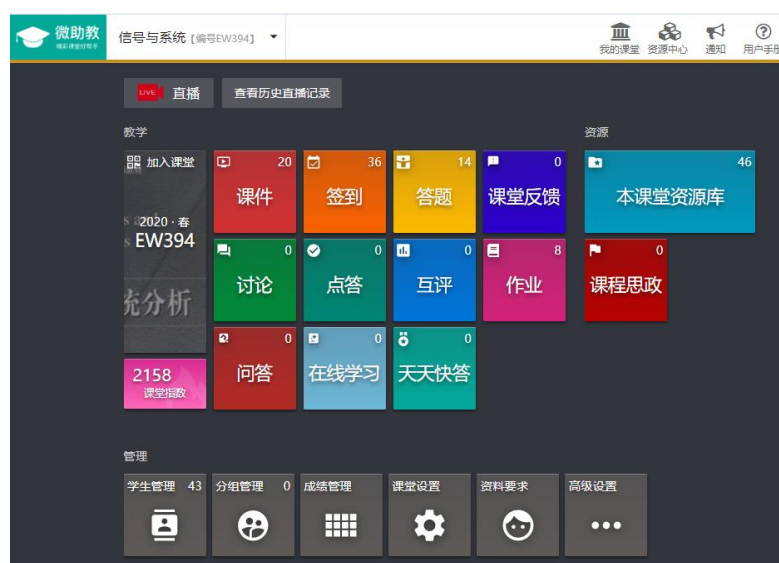 微助教
精彩课堂好帮手
信号与系统 [编号EW394]
我的课堂 资源中心 通知 用户手册
LIVE 直播 查看历史直播记录
教学
资源
加入课堂
2020 · 春
EW394
统分析
2158
课堂指数
20
课件
36
签到
14
答题
0
课堂反馈
46
本课堂资源库
0
讨论
0
点答
0
互评
8
作业
0
课程思政
0
问答
0
在线学习
0
天天快答
管理
学生管理 43
分组管理 0
成绩管理
课堂设置
资料要求
高级设置